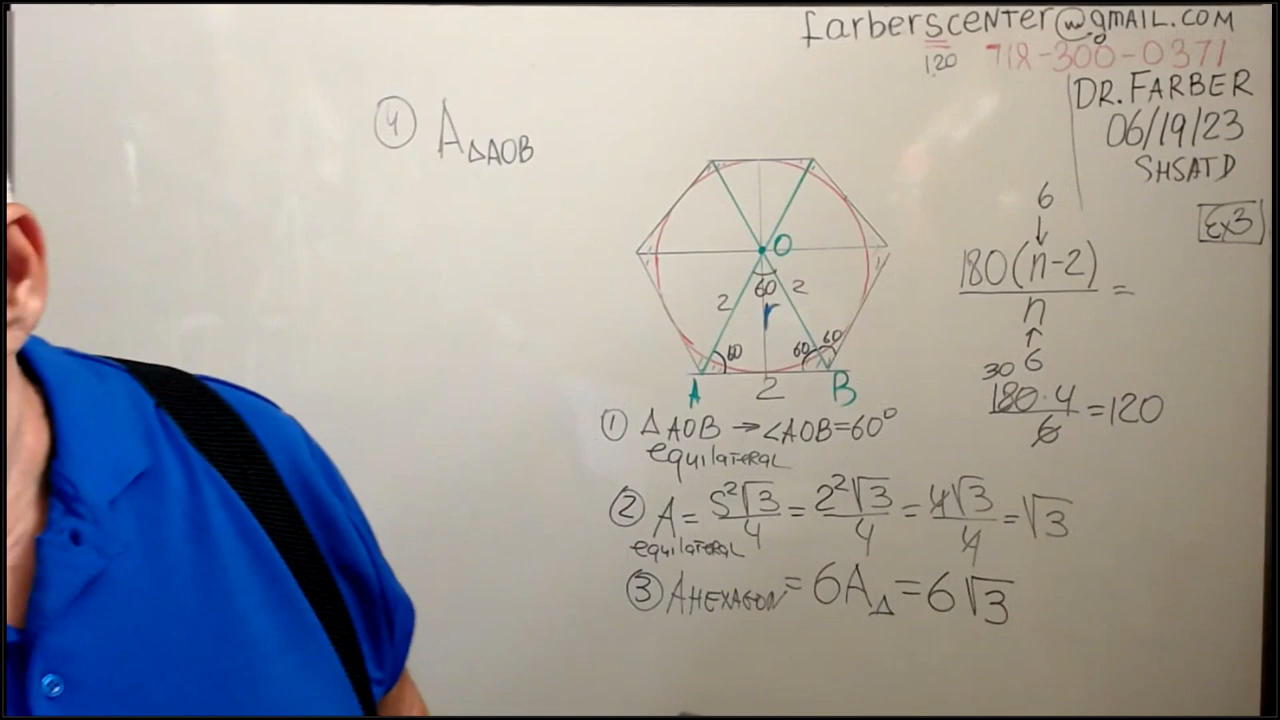 farberscenter@gmail.com
120 718-300-0371
DR. FARBER
06/19/23
SHSATD
Ex3
④ A△AOB
O
60
2 2
r
60 60 60
A 2 B
6
↓
180(n-2)/n =
↑
6
30
180·4/6 = 120
① △AOB → ∠AOB=60°
equilateral
② A = S²√3/4 = 2²√3/4 = 4√3/4 = √3
equilateral
③ AHEXAGON = 6A△ = 6√3